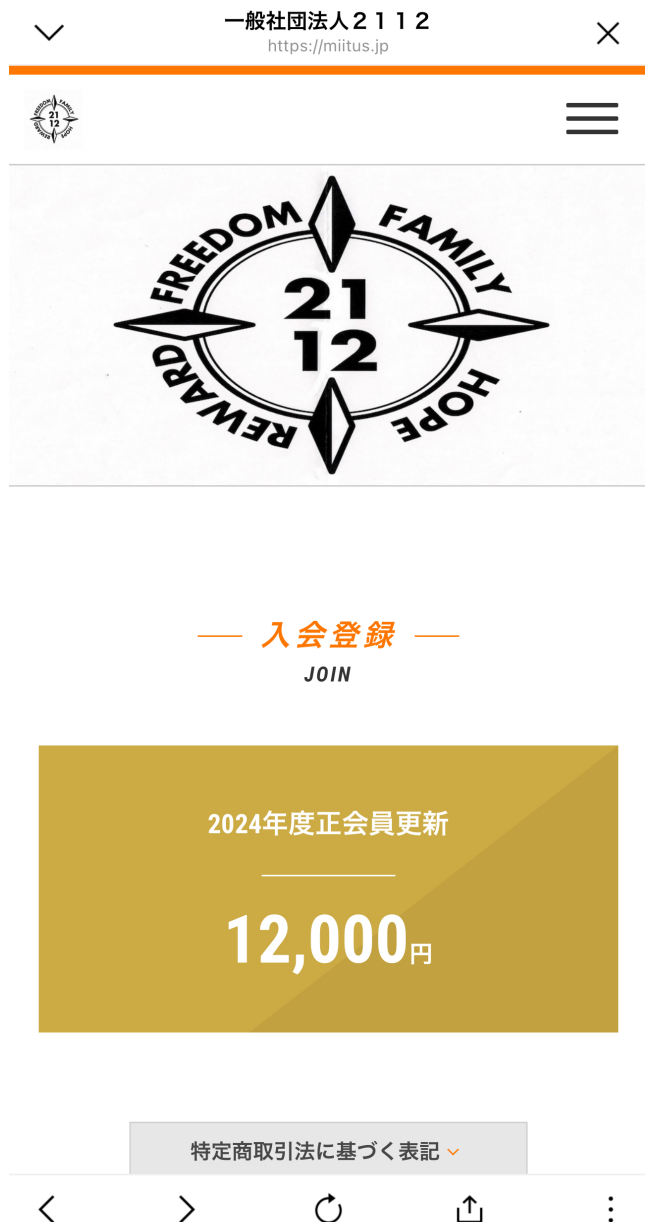 一般社団法人２１１２
https://miitus.jp
FREEDOM FAMILY
21
12
REWARD HOPE
FREEDOM FAMILY
21
12
REWARD HOPE
入会登録
JOIN
2024年度正会員更新
12,000円
特定商取引法に基づく表記